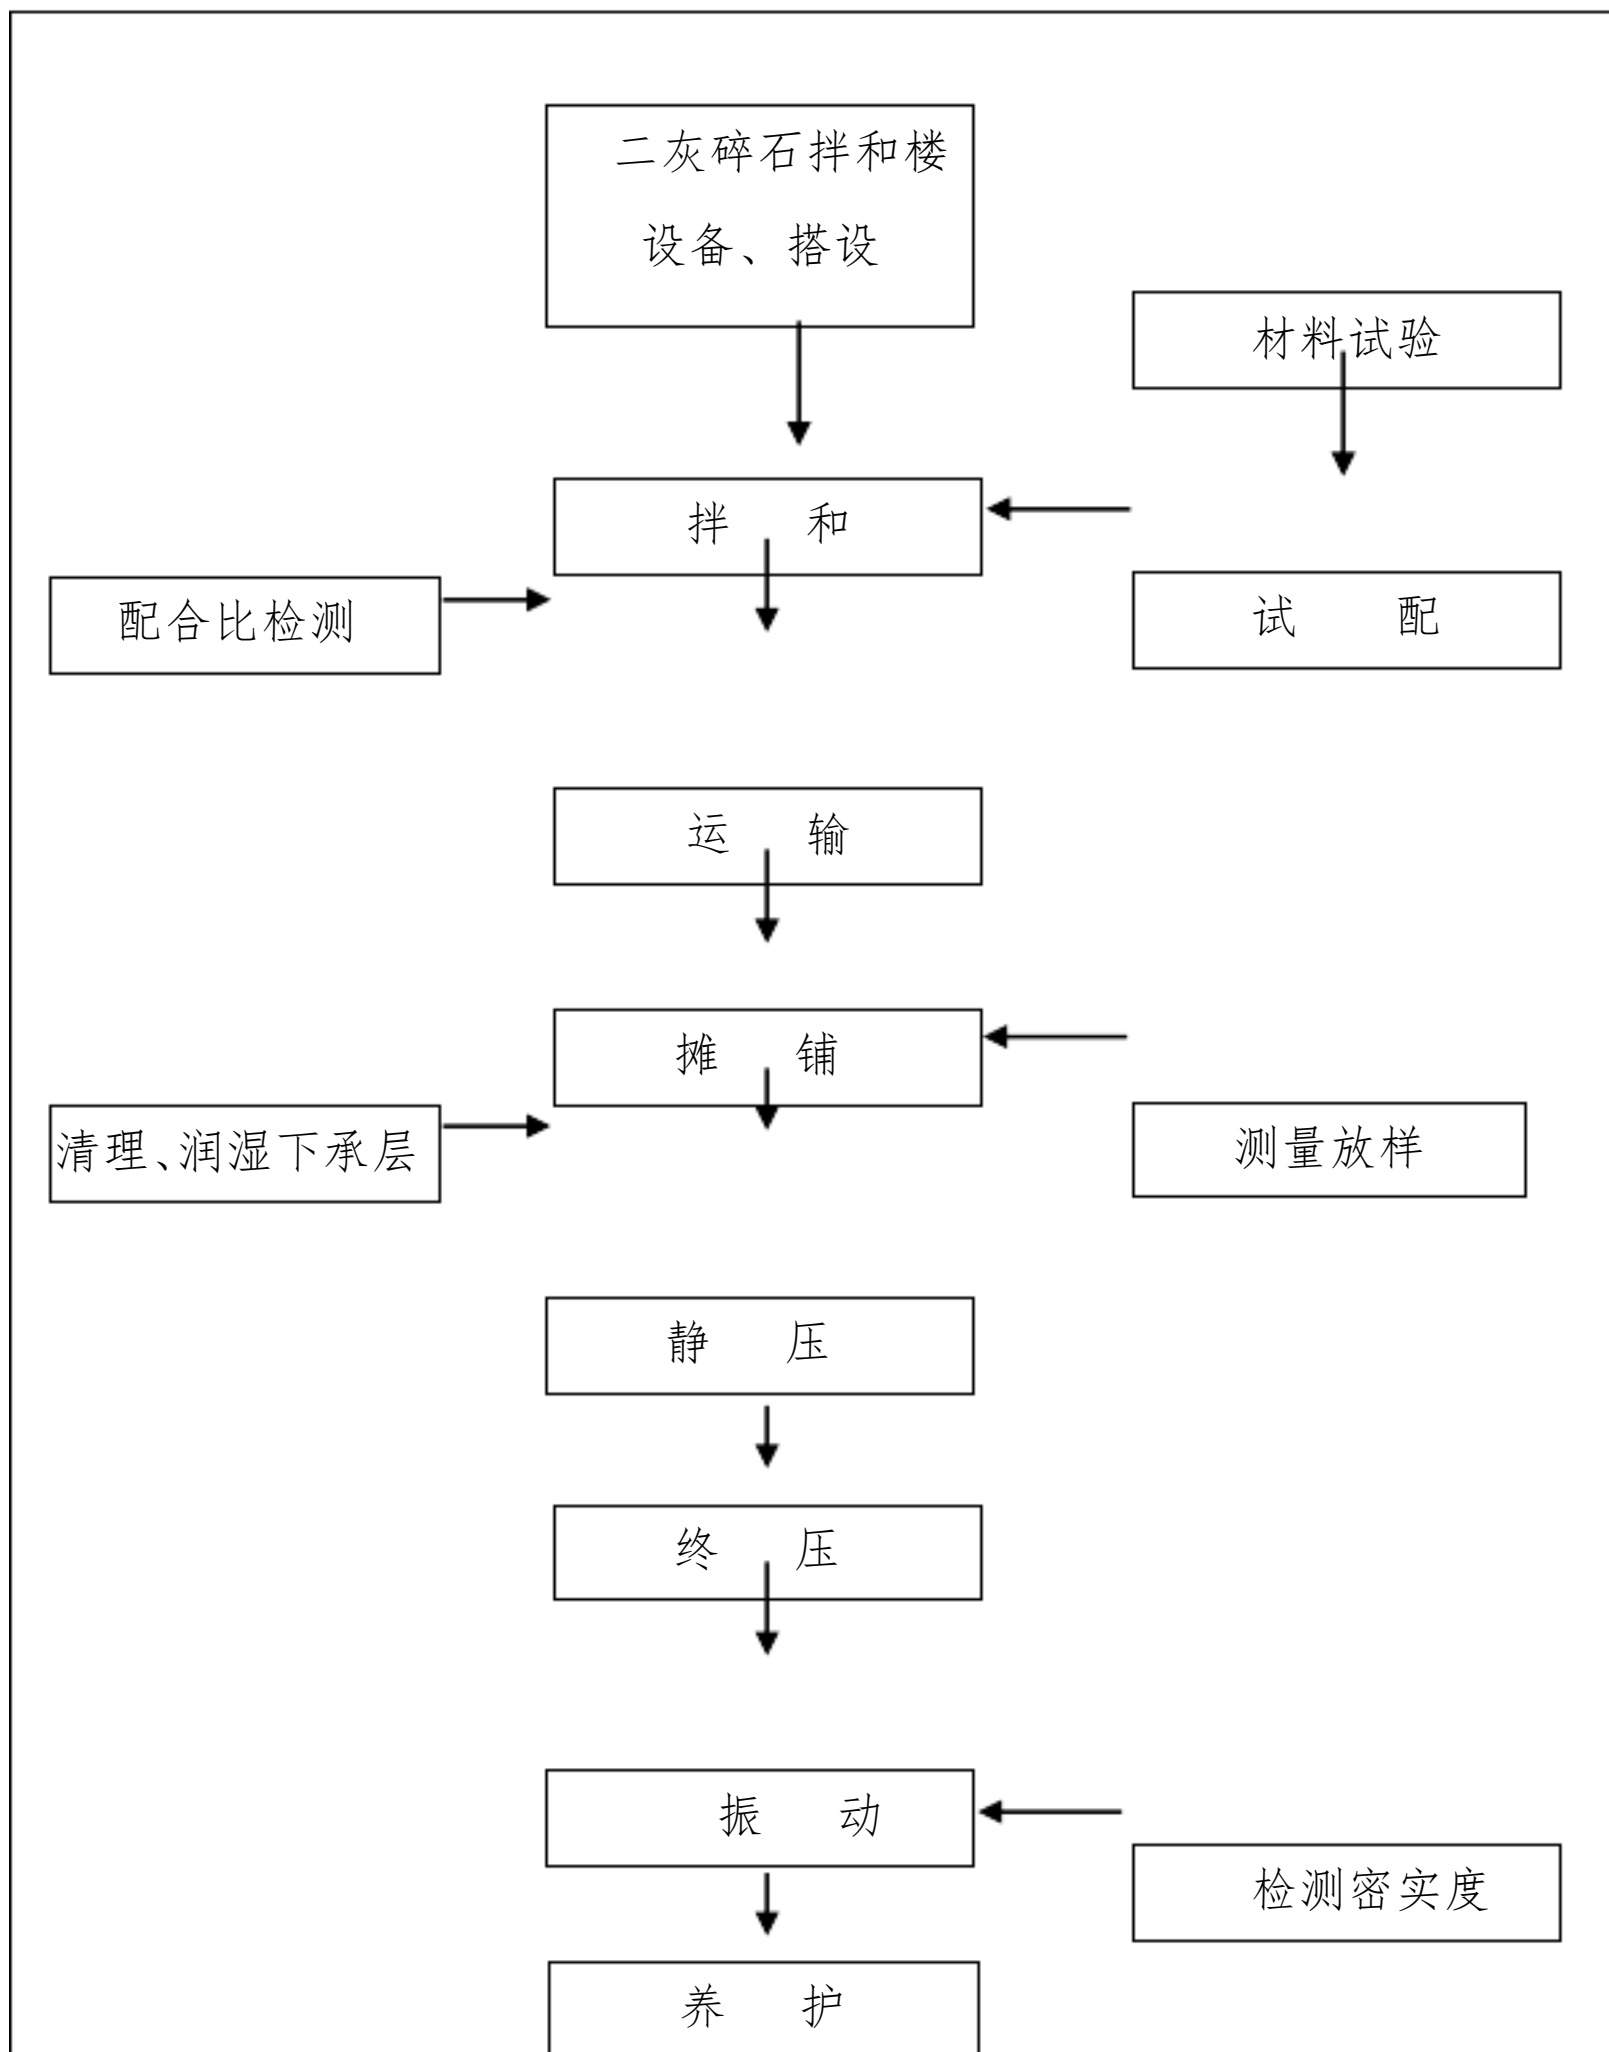 二灰碎石拌和楼
设备、搭设
材料试验
拌 和
配合比检测
试 配
运 输
摊 铺
清理、润湿下承层
测量放样
静 压
终 压
振 动
检测密实度
养 护